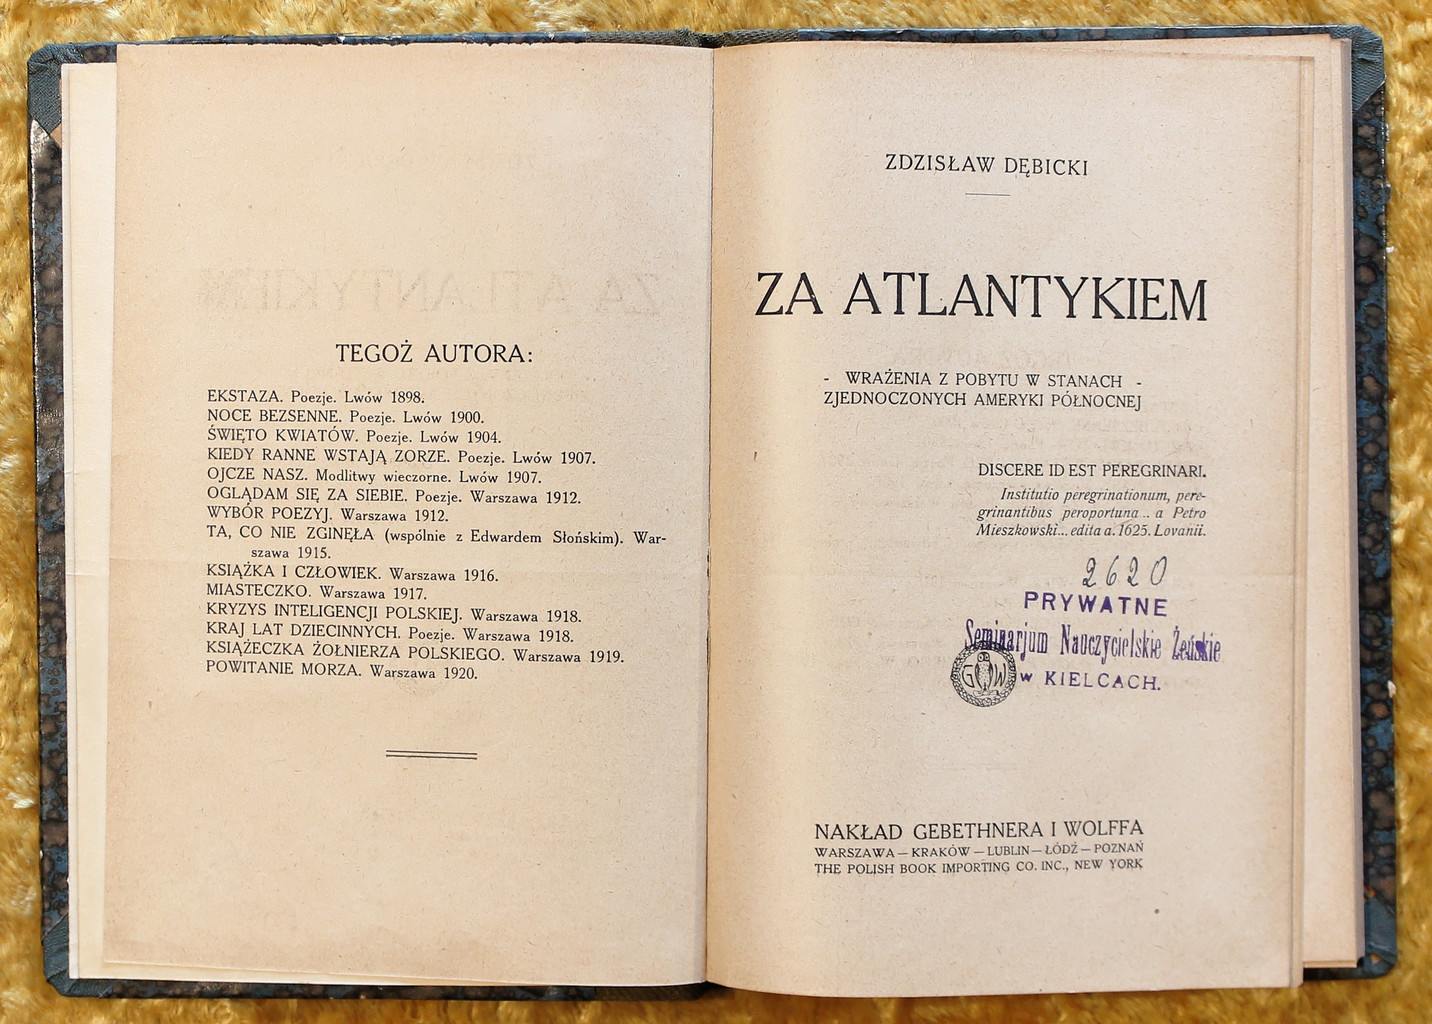 TEGOŻ AUTORA:
EKSTAZA. Poezje. Lwów 1898.
NOCE BEZSENNE. Poezje. Lwów 1900.
ŚWIĘTO KWIATÓW. Poezje. Lwów 1904.
KIEDY RANNE WSTAJĄ ZORZE. Poezje. Lwów 1907.
OJCZE NASZ. Modlitwy wieczorne. Lwów 1907.
OGLĄDAM SIĘ ZA SIEBIE. Poezje. Warszawa 1912.
WYBÓR POEZYJ. Warszawa 1912.
TA, CO NIE ZGINĘŁA (wspólnie z Edwardem Słońskim). War-
szawa 1915.
KSIĄŻKA I CZŁOWIEK. Warszawa 1916.
MIASTECZKO. Warszawa 1917.
KRYZYS INTELIGENCJI POLSKIEJ. Warszawa 1918.
KRAJ LAT DZIECINNYCH. Poezje. Warszawa 1918.
KSIĄŻECZKA ŻOŁNIERZA POLSKIEGO. Warszawa 1919.
POWITANIE MORZA. Warszawa 1920.
ZDZISŁAW DĘBICKI
ZA ATLANTYKIEM
- WRAŻENIA Z POBYTU W STANACH -
ZJEDNOCZONYCH AMERYKI PÓŁNOCNEJ
DISCERE ID EST PEREGRINARI.
Institutio peregrinationum, pere-
grinantibus peroportuna... a Petro
Mieszkowski... edita a. 1625. Lovanii.
2620
PRYWATNE
Seminarjum Nauczycielskie Żeńskie
w KIELCACH.
G W
NAKŁAD GEBETHNERA I WOLFFA
WARSZAWA — KRAKÓW — LUBLIN — ŁÓDŹ — POZNAŃ
THE POLISH BOOK IMPORTING CO. INC., NEW YORK